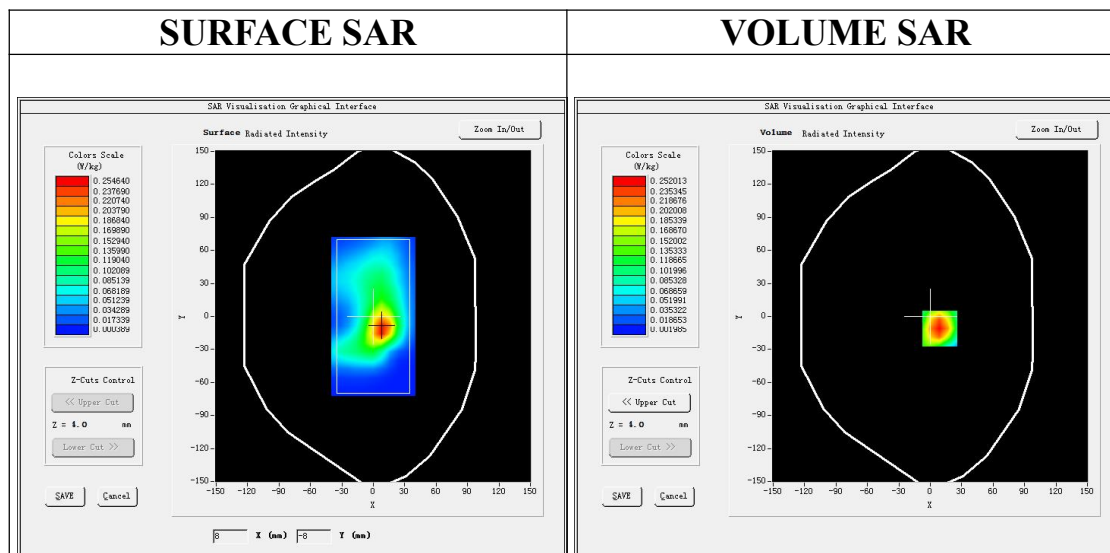 SURFACE SAR
VOLUME SAR
SAR Visualisation Graphical Interface
Surface Radiated Intensity
Zoom In/Out
Colors Scale
(W/kg)
0.254640
0.237690
0.220740
0.203790
0.186840
0.169890
0.152940
0.135990
0.119040
0.102089
0.085139
0.068189
0.051239
0.034289
0.017339
0.000389
150
120
90
60
30
0
-30
-60
-90
-120
-150
Y
-150 -120 -90 -60 -30 0 30 60 90 120 150
X
Z-Cuts Control
<< Upper Cut
Z = 4.0 mm
Lower Cut >>
SAVE Cancel
8 X (mm) -8 Y (mm)
SAR Visualisation Graphical Interface
Volume Radiated Intensity
Zoom In/Out
Colors Scale
(W/kg)
0.252013
0.235345
0.218676
0.202008
0.185339
0.168670
0.152002
0.135333
0.118665
0.101996
0.085328
0.068659
0.051991
0.035322
0.018653
0.001985
150
120
90
60
30
0
-30
-60
-90
-120
-150
Y
-150 -120 -90 -60 -30 0 30 60 90 120 150
X
Z-Cuts Control
<< Upper Cut
Z = 4.0 mm
Lower Cut >>
SAVE Cancel